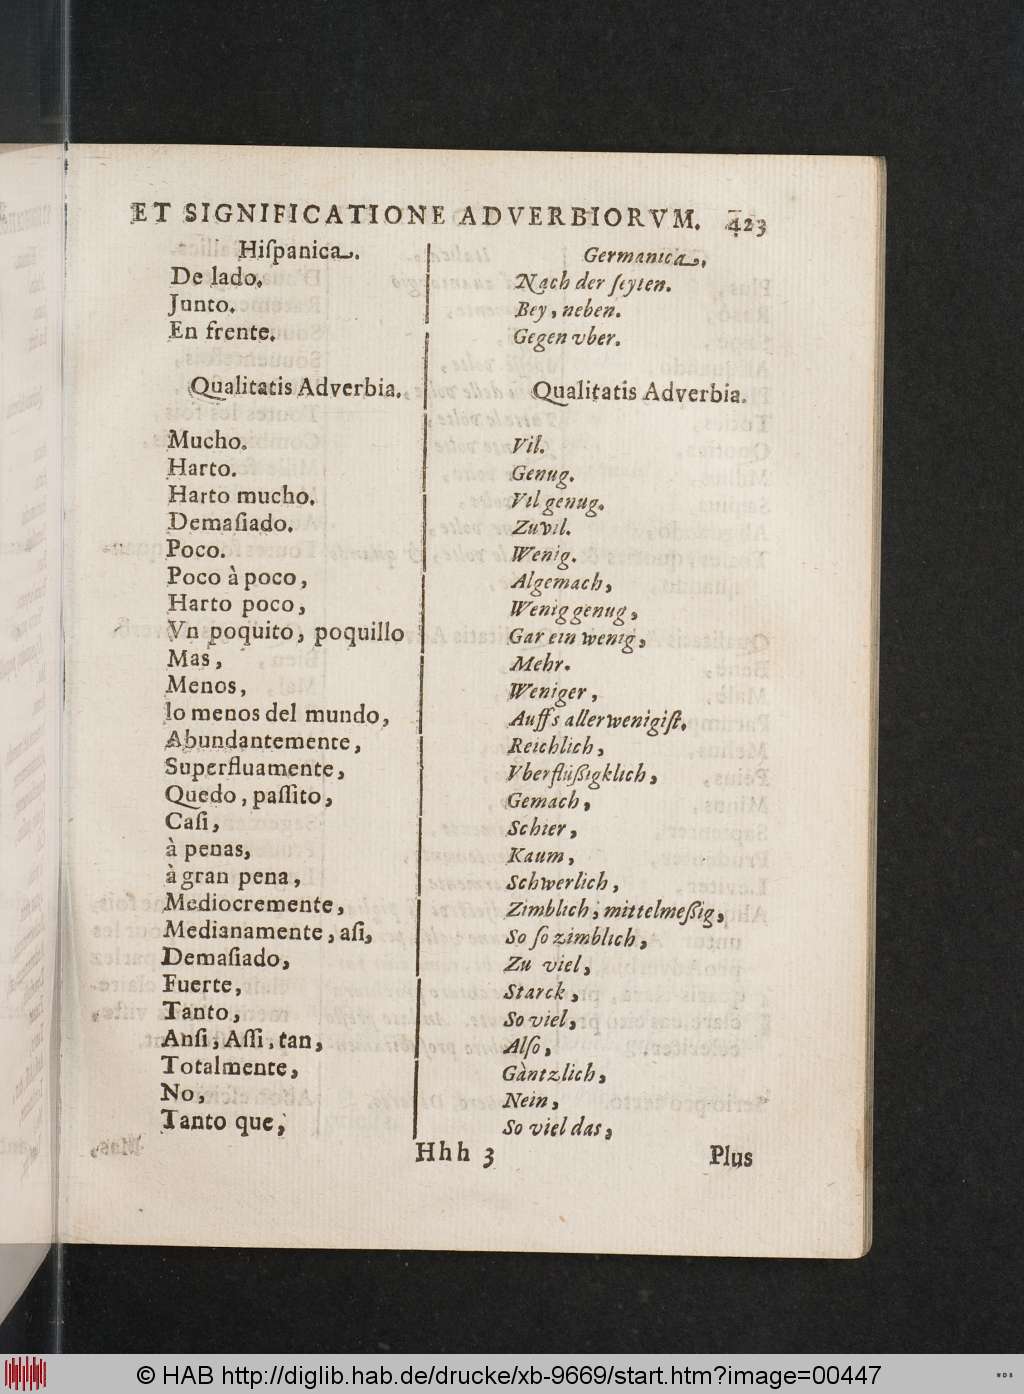 ET SIGNIFICATIONE ADVERBIORVM. 423
Hiſpanica.
De lado.
Junto.
En frente.
Qualitatis Adverbia.
Mucho.
Harto.
Harto mucho.
Demaſiado.
Poco.
Poco à poco,
Harto poco,
Vn poquito, poquillo
Mas,
Menos,
lo menos del mundo,
Abundantemente,
Superfluamente,
Quedo, paſſito,
Caſi,
à penas,
à gran pena,
Mediocremente,
Medianamente, aſi,
Demaſiado,
Fuerte,
Tanto,
Anſi, Aſſi, tan,
Totalmente,
No,
Tanto que,
Germanica.
Nach der ſeyten.
Bey, neben.
Gegen vber.
Qualitatis Adverbia.
Vil.
Genug.
Vil genug.
Zuvil.
Wenig.
Algemach,
Wenig genug,
Gar ein wenig,
Mehr.
Weniger,
Auffs allerwenigiſt.
Reichlich,
Vberflüßigklich,
Gemach,
Schier,
Kaum,
Schwerlich,
Zimblich, mittelmeßig,
So ſo zimblich,
Zu viel,
Starck,
So viel,
Alſo,
Gàntzlich,
Nein,
So viel das,
Hhh 3 Plus
© HAB http://diglib.hab.de/drucke/xb-9669/start.htm?image=00447